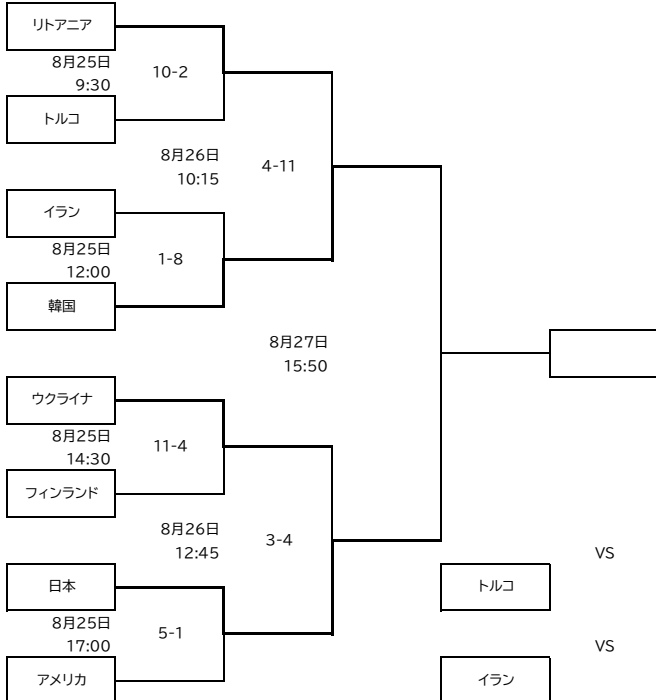 リトアニア
8月25日
9:30
10-2
トルコ
8月26日
10:15
4-11
イラン
8月25日
12:00
1-8
韓国
8月27日
15:50
ウクライナ
8月25日
14:30
11-4
フィンランド
8月26日
12:45
3-4
日本
8月25日
17:00
5-1
アメリカ
VS
トルコ
VS
イラン